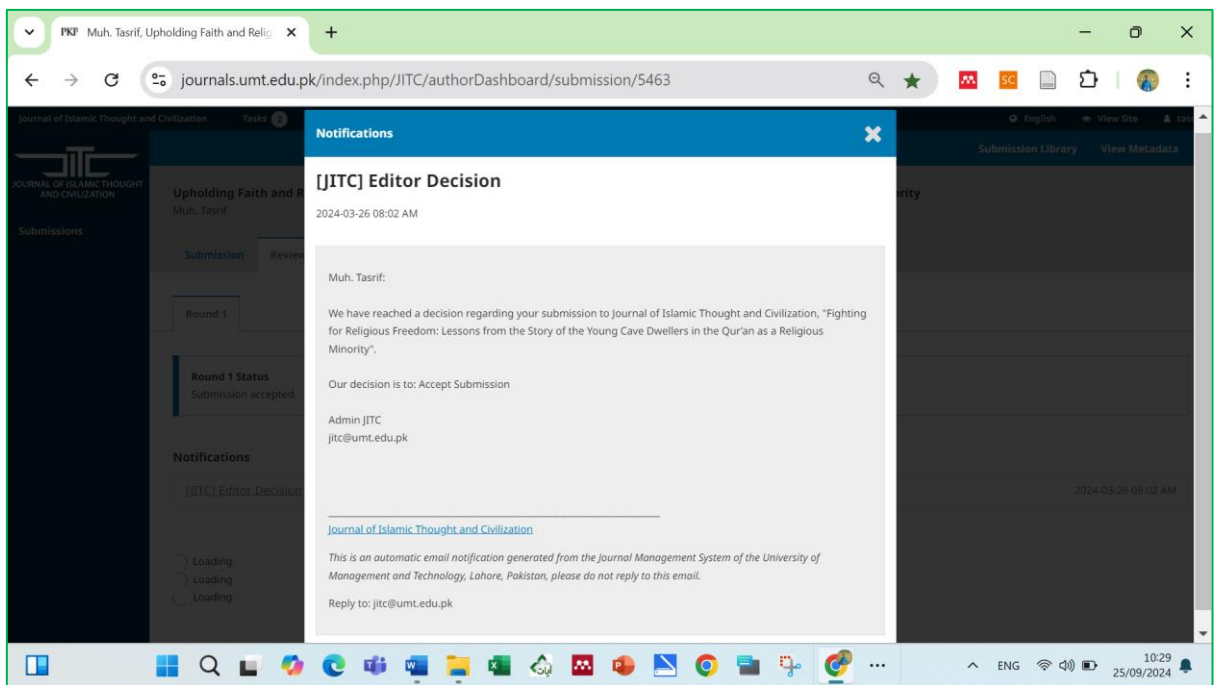 PKP Muh. Tasrif, Upholding Faith and Relig
journals.umt.edu.pk/index.php/JITC/authorDashboard/submission/5463
Journal of Islamic Thought and Civilization Tasks 2 English View Site
JOURNAL OF ISLAMIC THOUGHT
AND CIVILIZATION
Submissions
Submission Library View Metadata
Upholding Faith and R
Muh. Tasrif
Submission Review
Round 1
Round 1 Status
Submission accepted.
Notifications
[JITC] Editor Decision 2024-03-26 08:02 AM
Loading
Loading
Loading
Notifications
[JITC] Editor Decision
2024-03-26 08:02 AM
Muh. Tasrif:
We have reached a decision regarding your submission to Journal of Islamic Thought and Civilization, "Fighting
for Religious Freedom: Lessons from the Story of the Young Cave Dwellers in the Qur'an as a Religious
Minority".
Our decision is to: Accept Submission
Admin JITC
jitc@umt.edu.pk
Journal of Islamic Thought and Civilization
This is an automatic email notification generated from the Journal Management System of the University of
Management and Technology, Lahore, Pakistan, please do not reply to this email.
Reply to: jitc@umt.edu.pk
ENG 10:29
25/09/2024